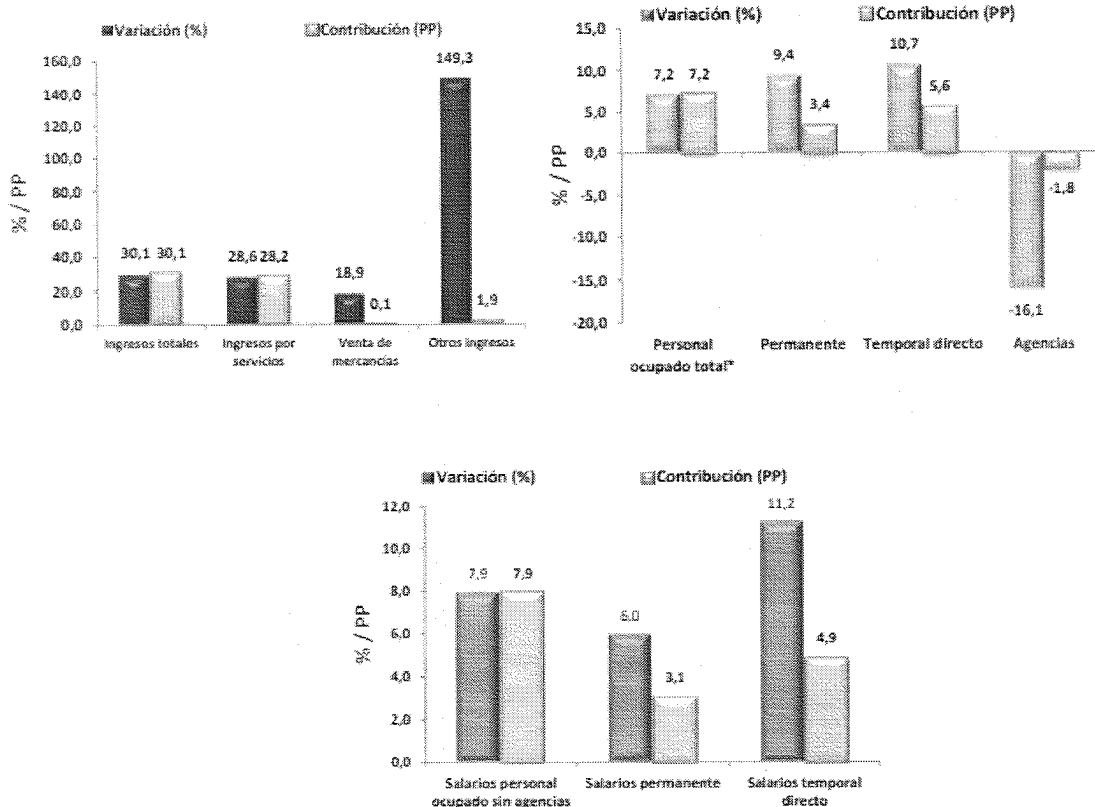 Variación (%) Contribución (PP)
160,0
140,0
120,0
100,0
80,0
60,0
40,0
20,0
0,0
% / PP
30,1 30,1
28,6 28,2
18,9
0,1
149,3
1,9
Ingresos totales
Ingresos por
servicios
Venta de
mercancías
Otros ingresos
Variación (%) Contribución (PP)
15,0
10,0
5,0
0,0
-5,0
-10,0
-15,0
-20,0
% / PP
7,2 7,2
9,4
3,4
10,7
5,6
-16,1
-1,8
Personal
ocupado total*
Permanente
Temporal directo
Agencias
Variación (%) Contribución (PP)
12,0
10,0
8,0
6,0
4,0
2,0
0,0
% / PP
7,9 7,9
6,0
3,1
11,2
4,9
Salarios personal
ocupado sin agencias
Salarios permanente
Salarios temporal
directo